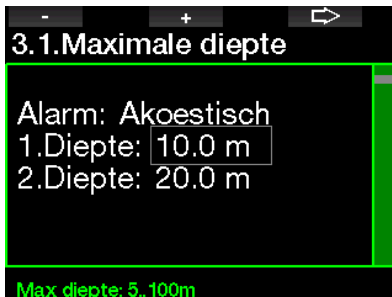 - +
3.1.Maximale diepte
Alarm: Akoestisch
1.Diepte: 10.0 m
2.Diepte: 20.0 m
Max diepte: 5..100m